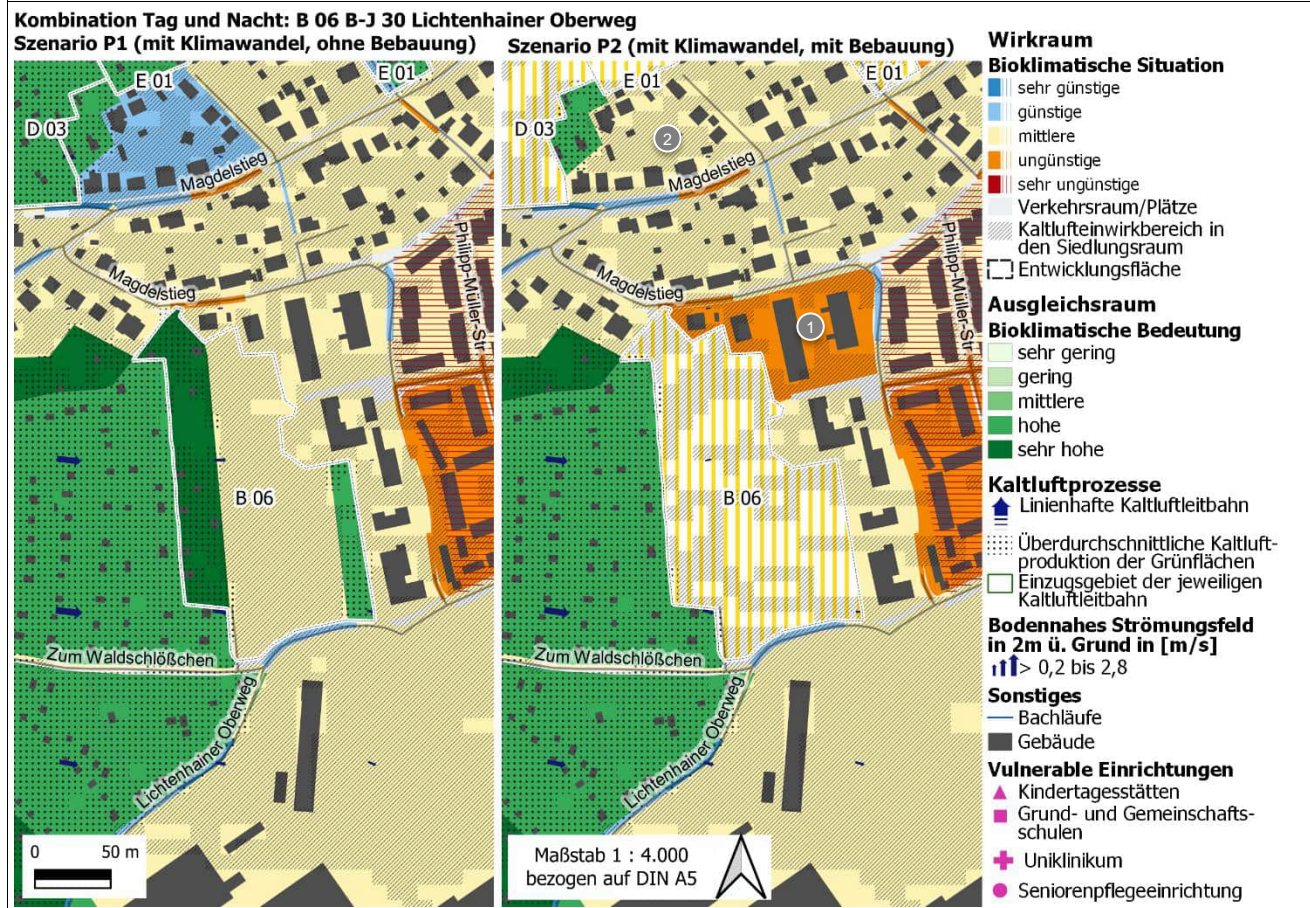 Kombination Tag und Nacht: B 06 B-J 30 Lichtenhainer Oberweg
Szenario P1 (mit Klimawandel, ohne Bebauung)
E 01
E 01
D 03
Magdelstieg
Magdelstieg
Philipp-Müller-Str.
B 06
Zum Waldschlößchen
Lichtenhainer Oberweg
0 50 m
Szenario P2 (mit Klimawandel, mit Bebauung)
E 01
E 01
D 03
2
Magdelstieg
Magdelstieg
1
Philipp-Müller-Str.
B 06
Zum Waldschlößchen
Lichtenhainer Oberweg
Maßstab 1 : 4.000
bezogen auf DIN A5
Wirkraum
Bioklimatische Situation
sehr günstige
günstige
mittlere
ungünstige
sehr ungünstige
Verkehrsraum/Plätze
Kaltlufteinwirkbereich in
den Siedlungsraum
Entwicklungsfläche
Ausgleichsraum
Bioklimatische Bedeutung
sehr gering
gering
mittlere
hohe
sehr hohe
Kaltluftprozesse
Linienhafte Kaltluftleitbahn
Überdurchschnittliche Kaltluft-
produktion der Grünflächen
Einzugsgebiet der jeweiligen
Kaltluftleitbahn
Bodennahes Strömungsfeld
in 2m ü. Grund in [m/s]
> 0,2 bis 2,8
Sonstiges
Bachläufe
Gebäude
Vulnerable Einrichtungen
Kindertagesstätten
Grund- und Gemeinschafts-
schulen
Uniklinikum
Seniorenpflegeeinrichtung